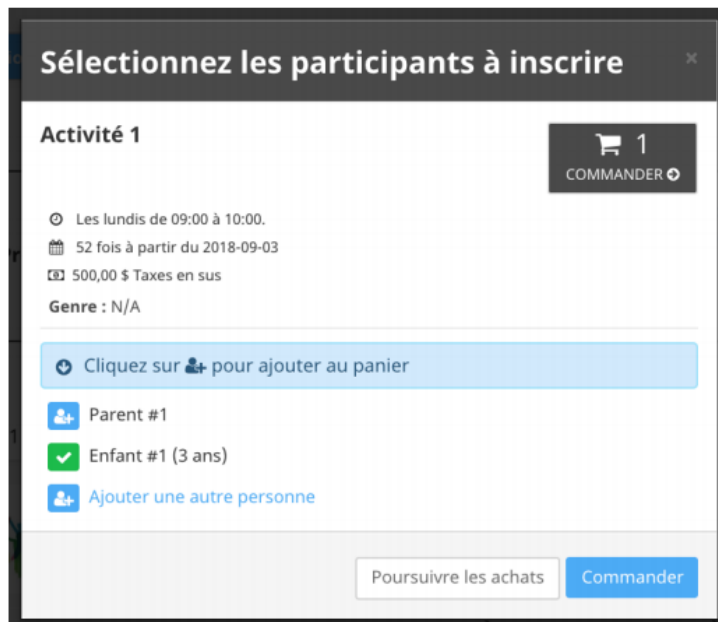 Sélectionnez les participants à inscrire ×
Activité 1
1
COMMANDER
Les lundis de 09:00 à 10:00.
52 fois à partir du 2018-09-03
500,00 $ Taxes en sus
Genre : N/A
Cliquez sur pour ajouter au panier
Parent #1
Enfant #1 (3 ans)
Ajouter une autre personne
Poursuivre les achats Commander